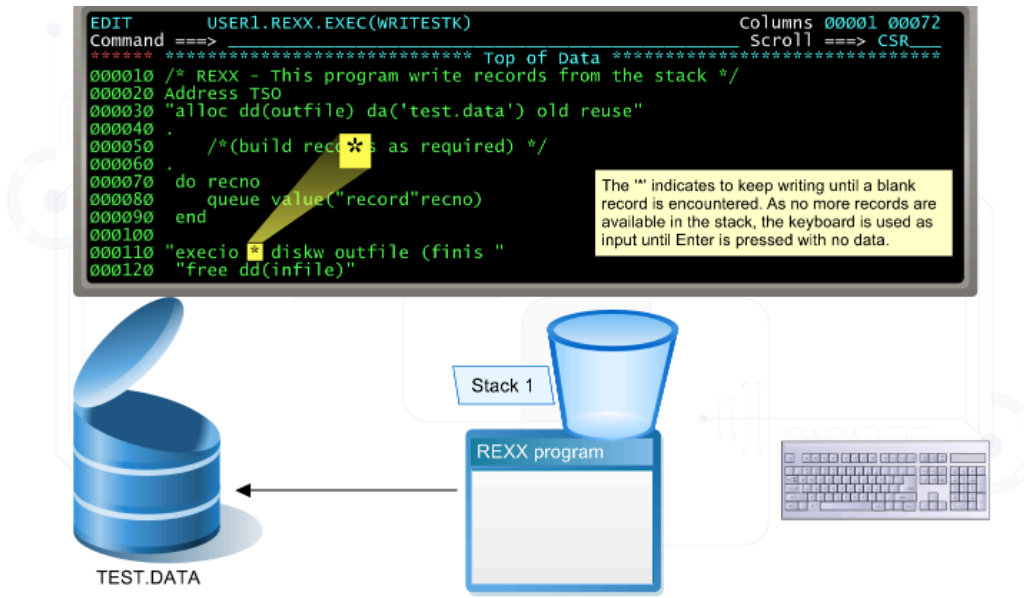 EDIT USER1.REXX.EXEC(WRITESTK) Columns 00001 00072
Command ===> Scroll ===> CSR
****** **************************** Top of Data ******************************
000010 /* REXX - This program write records from the stack */
000020 Address TSO
000030 "alloc dd(outfile) da('test.data') old reuse"
000040 .
000050 /*(build rec * s as required) */
000060 .
000070 do recno
000080 queue value("record"recno)
000090 end
000100
000110 "execio * diskw outfile (finis "
000120 "free dd(infile)"
The '*' indicates to keep writing until a blank
record is encountered. As no more records are
available in the stack, the keyboard is used as
input until Enter is pressed with no data.
Stack 1
REXX program
TEST.DATA